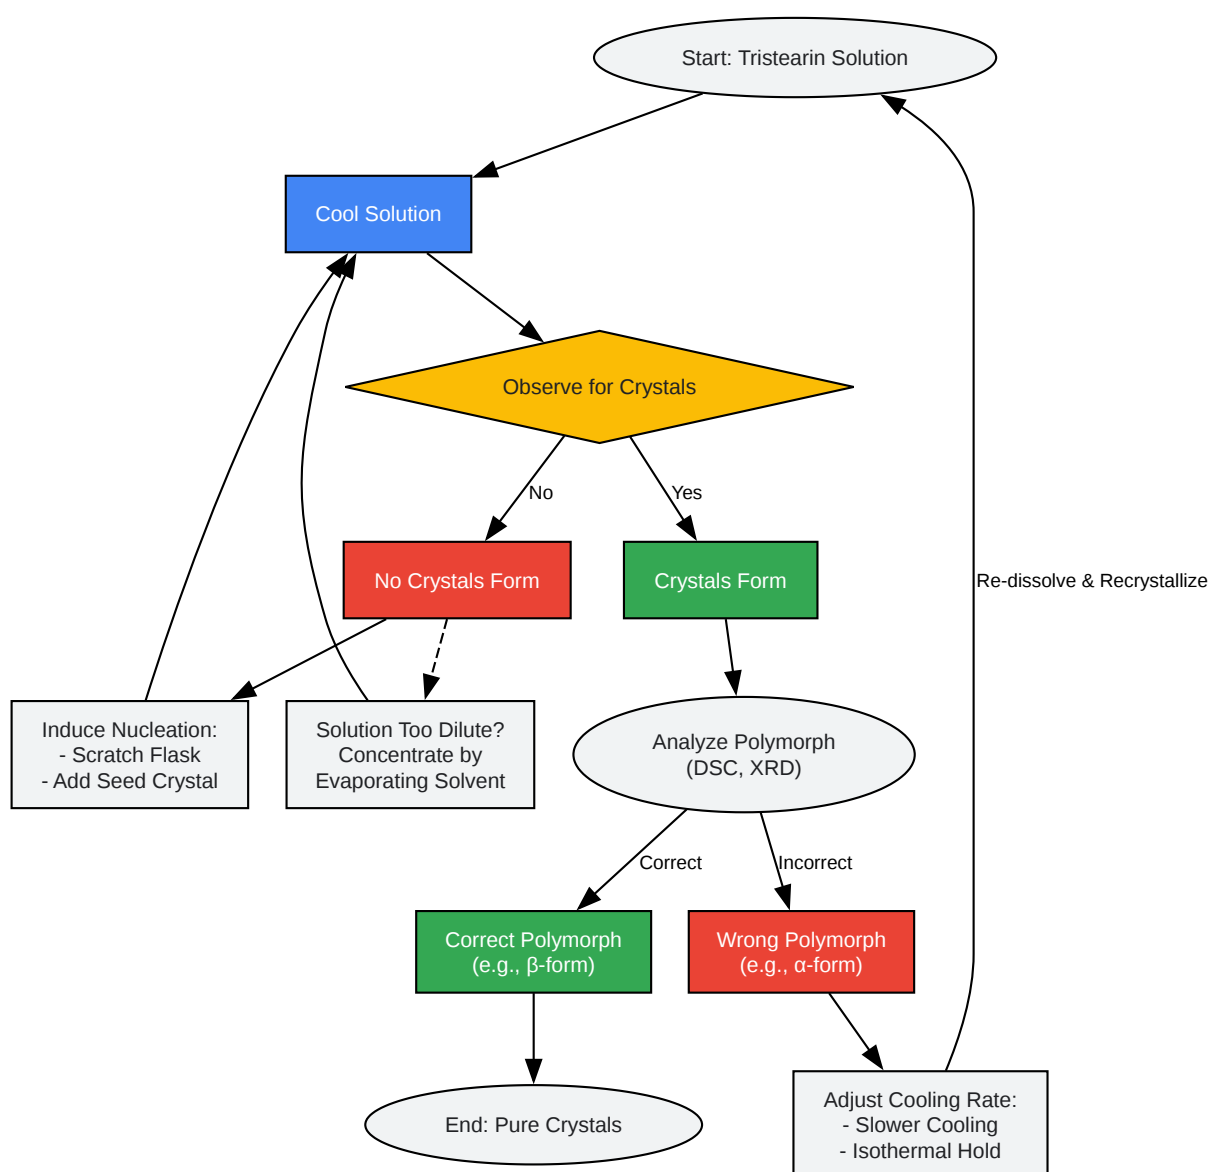 Start: Tristearin Solution
Cool Solution
Observe for Crystals
No
Yes
No Crystals Form
Crystals Form
Re-dissolve & Recrystallize
Induce Nucleation:
- Scratch Flask
- Add Seed Crystal
Solution Too Dilute?
Concentrate by
Evaporating Solvent
Analyze Polymorph
(DSC, XRD)
Correct
Incorrect
Correct Polymorph
(e.g., β-form)
Wrong Polymorph
(e.g., α-form)
End: Pure Crystals
Adjust Cooling Rate:
- Slower Cooling
- Isothermal Hold